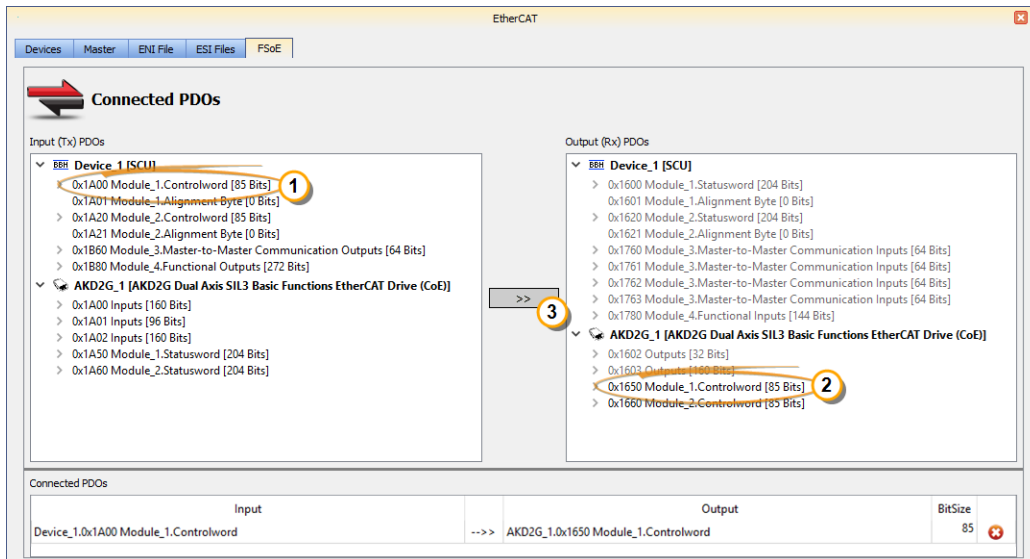 EtherCAT
Devices Master ENI File ESI Files FSoE
Connected PDOs
Input (Tx) PDOs
BBH Device_1 [SCU]
0x1A00 Module_1.Controlword [85 Bits]
1
0x1A01 Module_1.Alignment Byte [0 Bits]
0x1A20 Module_2.Controlword [85 Bits]
0x1A21 Module_2.Alignment Byte [0 Bits]
0x1B60 Module_3.Master-to-Master Communication Outputs [64 Bits]
0x1B80 Module_4.Functional Outputs [272 Bits]
AKD2G_1 [AKD2G Dual Axis SIL3 Basic Functions EtherCAT Drive (CoE)]
0x1A00 Inputs [160 Bits]
0x1A01 Inputs [96 Bits]
0x1A02 Inputs [160 Bits]
0x1A50 Module_1.Statusword [204 Bits]
0x1A60 Module_2.Statusword [204 Bits]
>>
3
Output (Rx) PDOs
BBH Device_1 [SCU]
0x1600 Module_1.Statusword [204 Bits]
0x1601 Module_1.Alignment Byte [0 Bits]
0x1620 Module_2.Statusword [204 Bits]
0x1621 Module_2.Alignment Byte [0 Bits]
0x1760 Module_3.Master-to-Master Communication Inputs [64 Bits]
0x1761 Module_3.Master-to-Master Communication Inputs [64 Bits]
0x1762 Module_3.Master-to-Master Communication Inputs [64 Bits]
0x1763 Module_3.Master-to-Master Communication Inputs [64 Bits]
0x1780 Module_4.Functional Inputs [144 Bits]
AKD2G_1 [AKD2G Dual Axis SIL3 Basic Functions EtherCAT Drive (CoE)]
0x1602 Outputs [32 Bits]
0x1603 Outputs [160 Bits]
0x1650 Module_1.Controlword [85 Bits]
2
0x1660 Module_2.Controlword [85 Bits]
Connected PDOs
Input Output BitSize
Device_1.0x1A00 Module_1.Controlword -->> AKD2G_1.0x1650 Module_1.Controlword 85